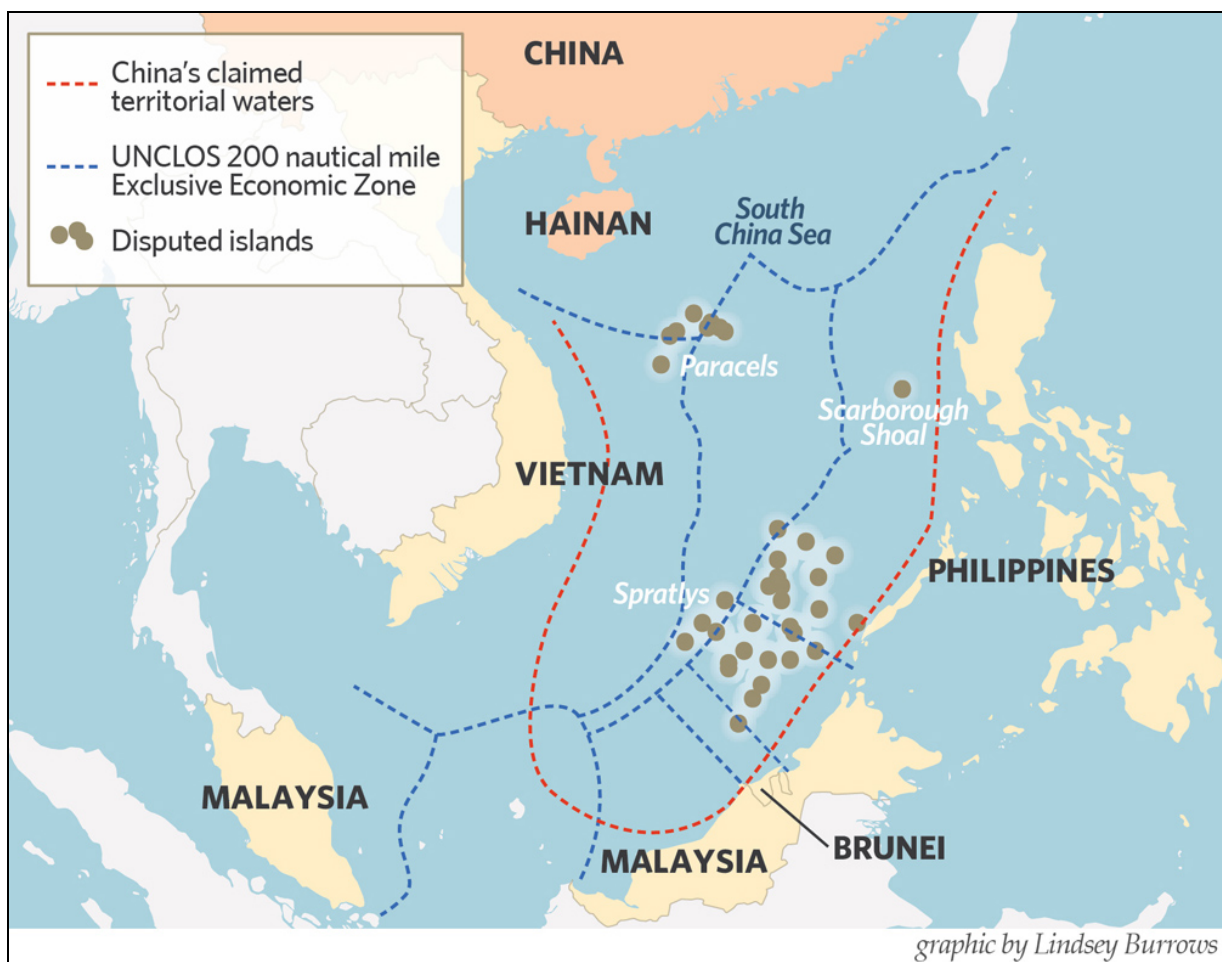 China's claimed
territorial waters
UNCLOS 200 nautical mile
Exclusive Economic Zone
Disputed islands
CHINA
HAINAN
South
China Sea
Paracels
Scarborough
Shoal
VIETNAM
Spratlys
PHILIPPINES
MALAYSIA
MALAYSIA
BRUNEI
graphic by Lindsey Burrows